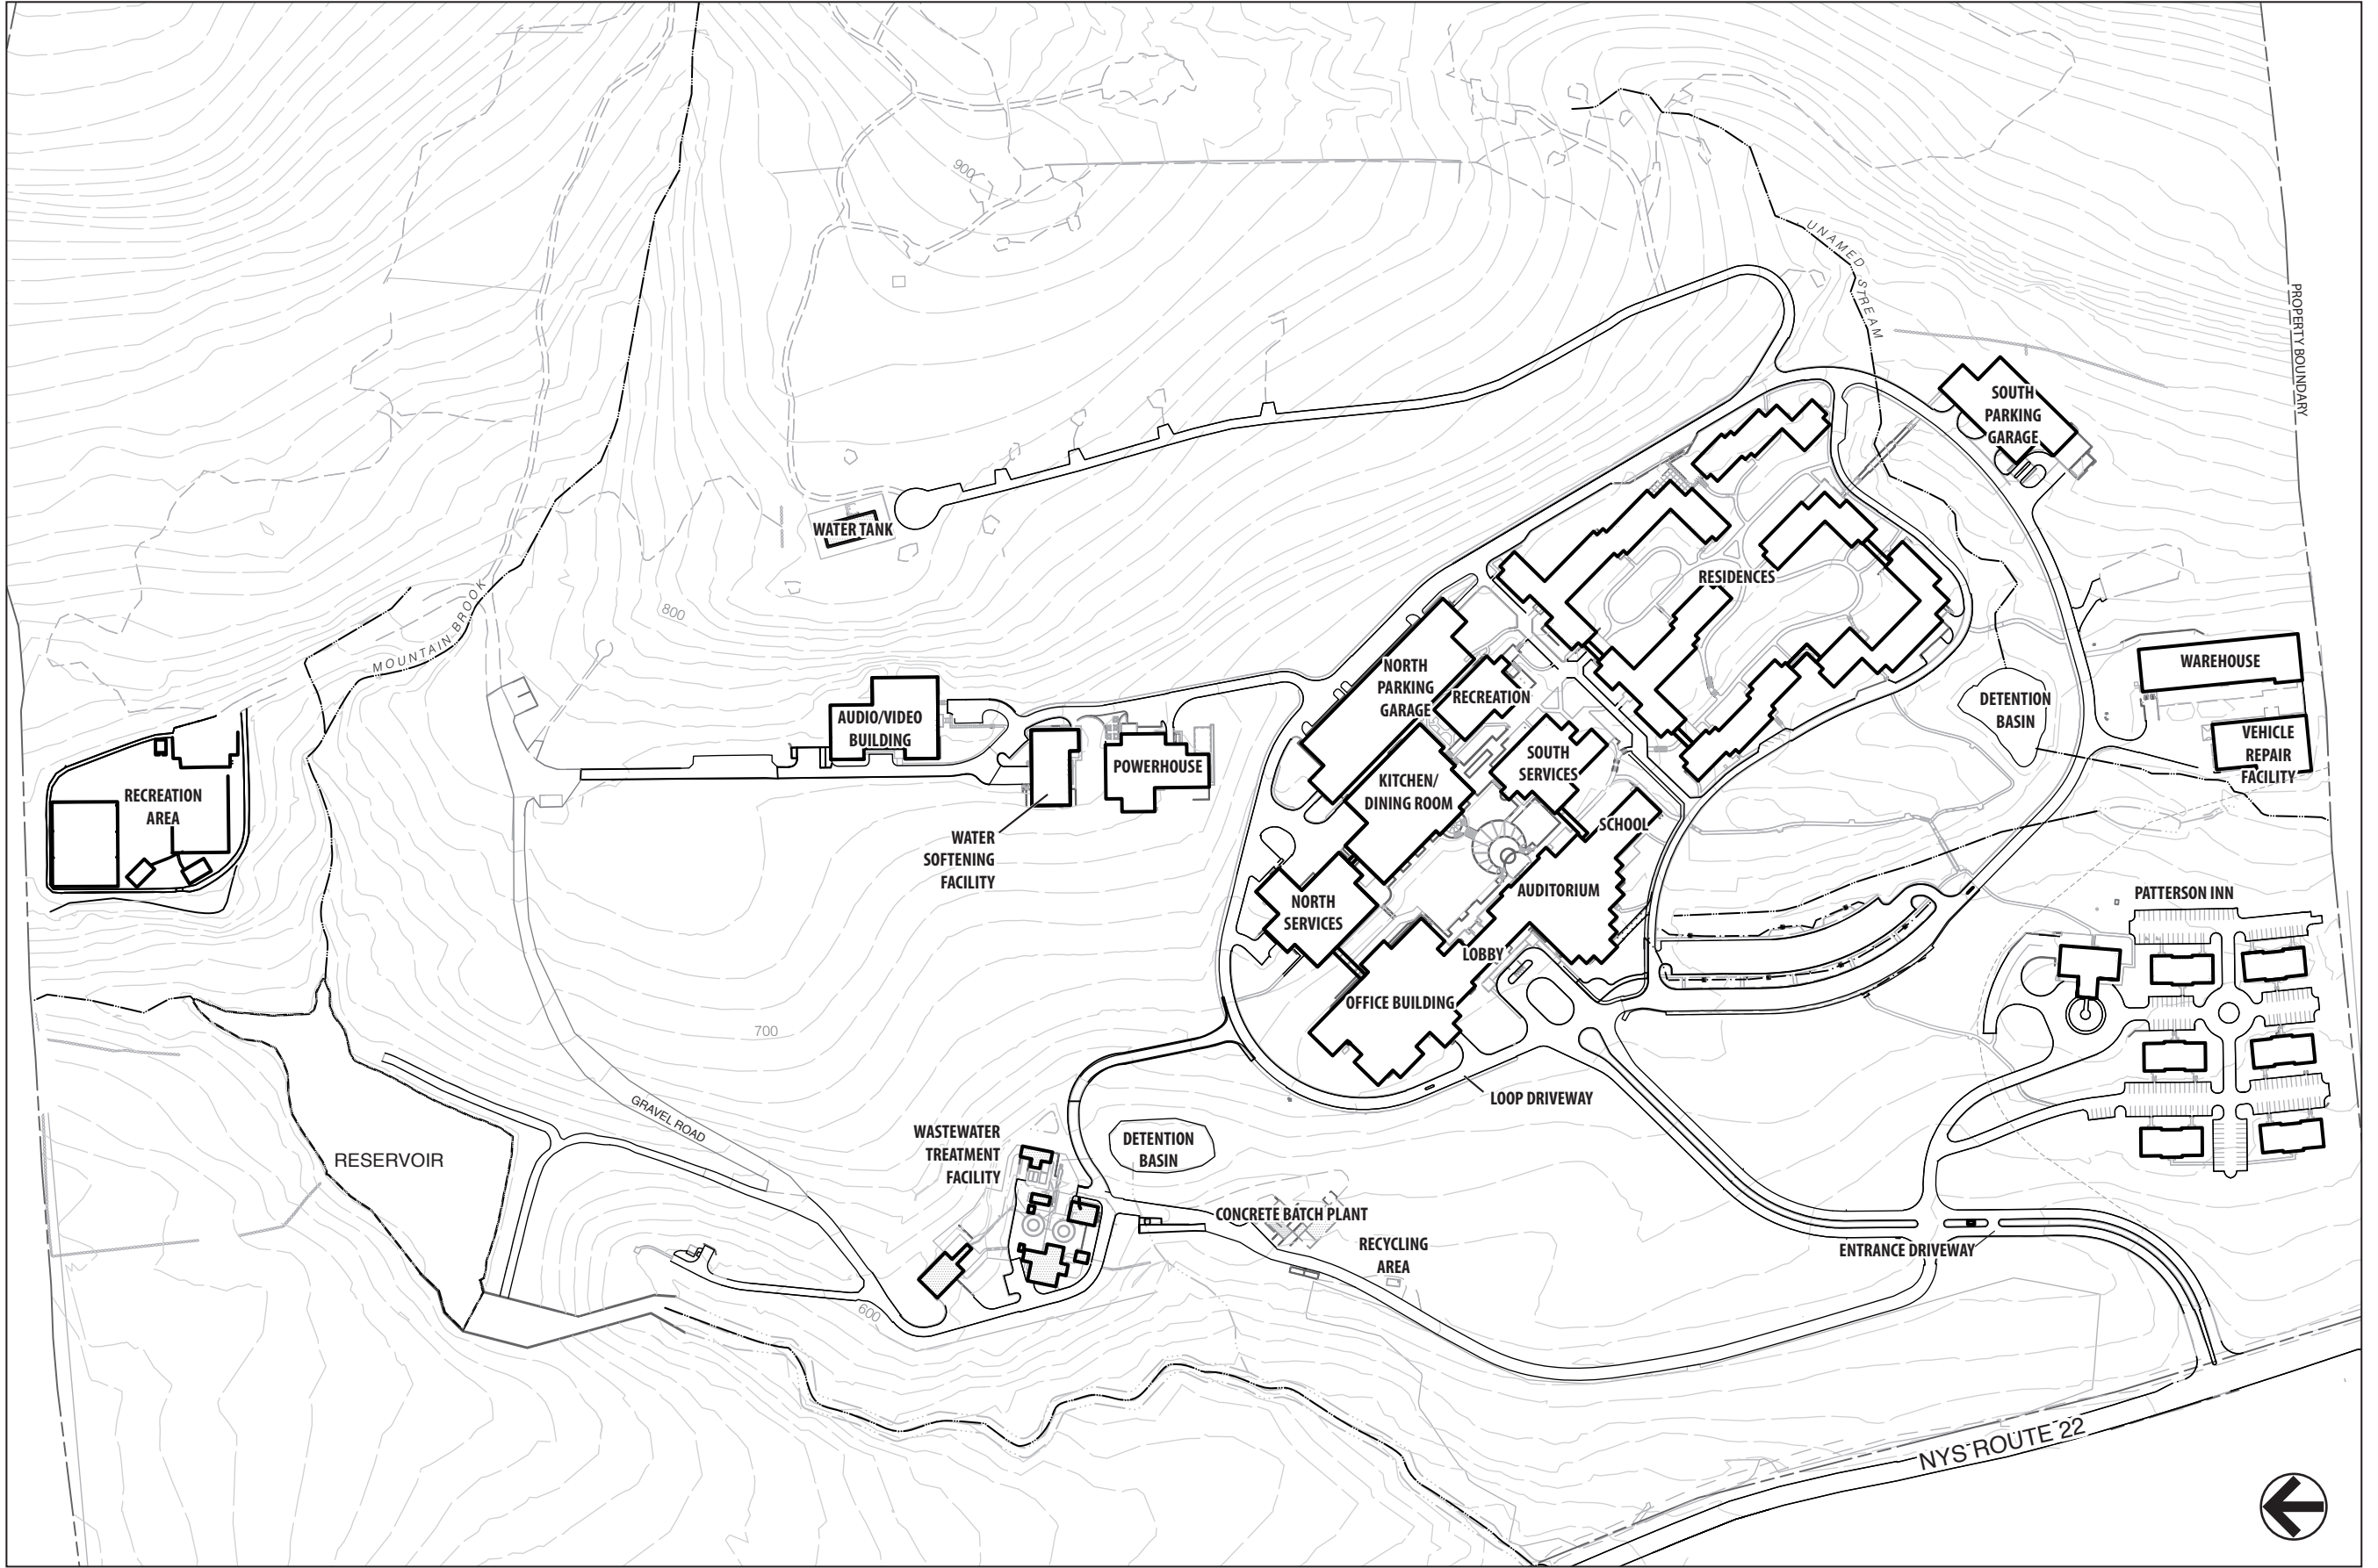 900
UNAMED STREAM
PROPERTY BOUNDARY
SOUTH
PARKING
GARAGE
WATER TANK
RESIDENCES
800
MOUNTAIN BROOK
NORTH
PARKING
GARAGE
RECREATION
WAREHOUSE
DETENTION
BASIN
VEHICLE
REPAIR
FACILITY
AUDIO/VIDEO
BUILDING
POWERHOUSE
SOUTH
SERVICES
KITCHEN/
DINING ROOM
RECREATION
AREA
SCHOOL
WATER
SOFTENING
FACILITY
AUDITORIUM
PATTERSON INN
NORTH
SERVICES
LOBBY
OFFICE BUILDING
700
LOOP DRIVEWAY
GRAVEL ROAD
WASTEWATER
TREATMENT
FACILITY
DETENTION
BASIN
RESERVOIR
CONCRETE BATCH PLANT
RECYCLING
AREA
ENTRANCE DRIVEWAY
600
NYS ROUTE 22